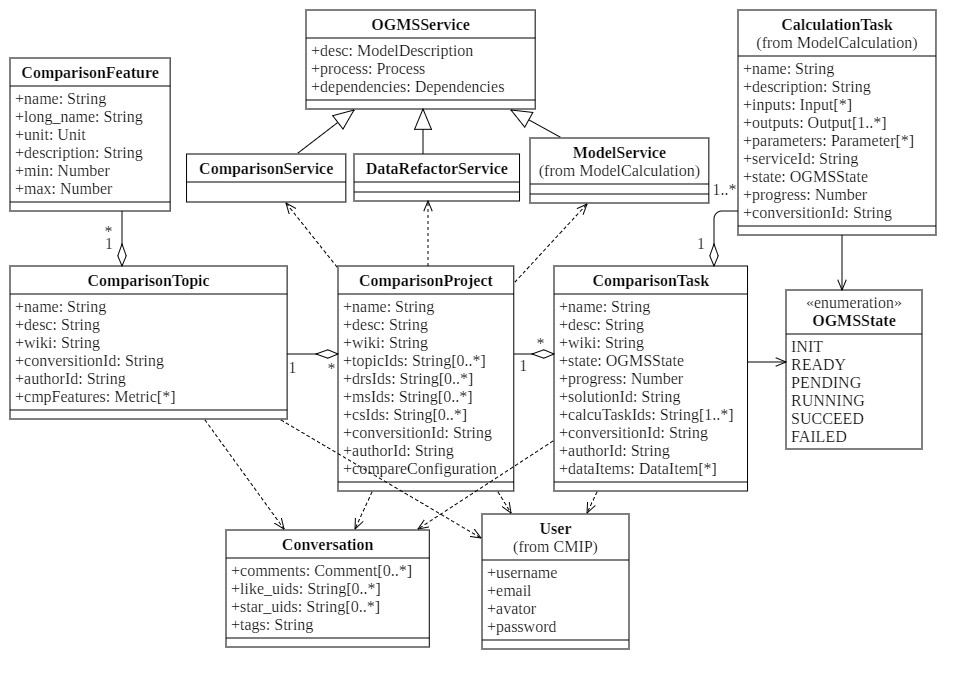 OGMSService
+desc: ModelDescription
+process: Process
+dependencies: Dependencies
CalculationTask
(from ModelCalculation)
+name: String
+description: String
+inputs: Input[*]
+outputs: Output[1..*]
+parameters: Parameter[*]
+serviceId: String
+state: OGMSState
+progress: Number
+conversitionId: String
ComparisonFeature
+name: String
+long_name: String
+unit: Unit
+description: String
+min: Number
+max: Number
ComparisonService
DataRefactorService
ModelService
(from ModelCalculation)
1..*
1
*
1
ComparisonTopic
+name: String
+desc: String
+wiki: String
+conversitionId: String
+authorId: String
+cmpFeatures: Metric[*]
1
*
ComparisonProject
+name: String
+desc: String
+wiki: String
+topicIds: String[0..*]
+drsIds: String[0..*]
+msIds: String[0..*]
+csIds: String[0..*]
+conversitionId: String
+authorId: String
+compareConfiguration
*
1
ComparisonTask
+name: String
+desc: String
+wiki: String
+state: OGMSState
+progress: Number
+solutionId: String
+calcuTaskIds: String[1..*]
+conversitionId: String
+authorId: String
+dataItems: DataItem[*]
«enumeration»
OGMSState
INIT
READY
PENDING
RUNNING
SUCCEED
FAILED
Conversation
+comments: Comment[0..*]
+like_uids: String[0..*]
+star_uids: String[0..*]
+tags: String
User
(from CMIP)
+username
+email
+avator
+password